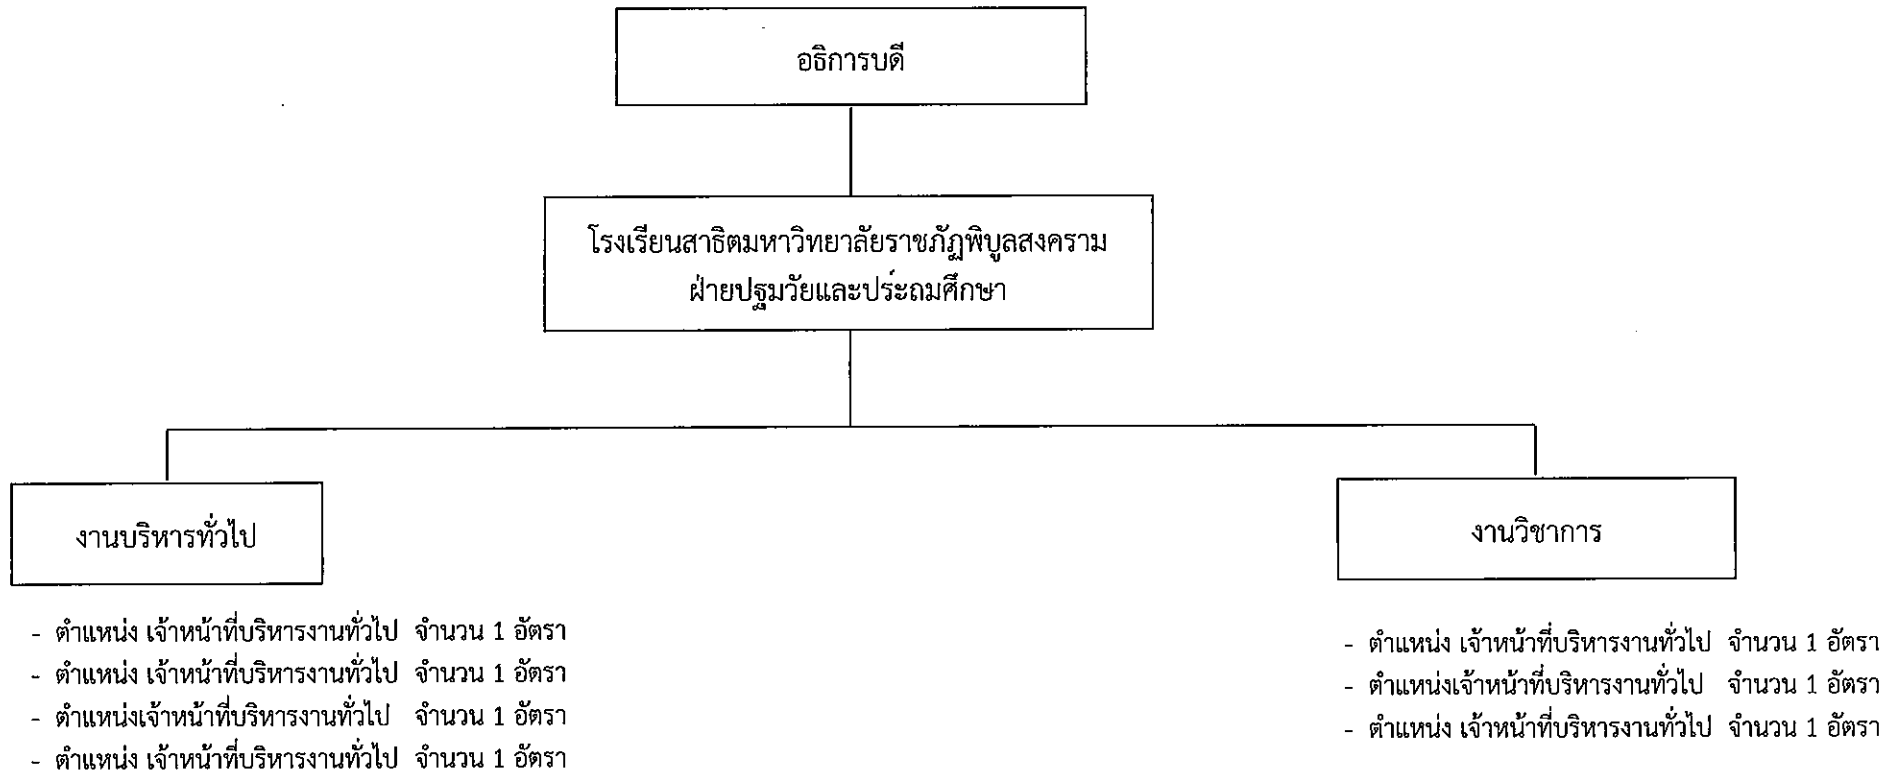 อธิการบดี
โรงเรียนสาธิตมหาวิทยาลัยราชภัฏพิบูลสงคราม
ฝ่ายปฐมวัยและประถมศึกษา
งานบริหารทั่วไป
- ตำแหน่ง เจ้าหน้าที่บริหารงานทั่วไป จำนวน 1 อัตรา
- ตำแหน่ง เจ้าหน้าที่บริหารงานทั่วไป จำนวน 1 อัตรา
- ตำแหน่งเจ้าหน้าที่บริหารงานทั่วไป จำนวน 1 อัตรา
- ตำแหน่ง เจ้าหน้าที่บริหารงานทั่วไป จำนวน 1 อัตรา
งานวิชาการ
- ตำแหน่ง เจ้าหน้าที่บริหารงานทั่วไป จำนวน 1 อัตรา
- ตำแหน่งเจ้าหน้าที่บริหารงานทั่วไป จำนวน 1 อัตรา
- ตำแหน่ง เจ้าหน้าที่บริหารงานทั่วไป จำนวน 1 อัตรา